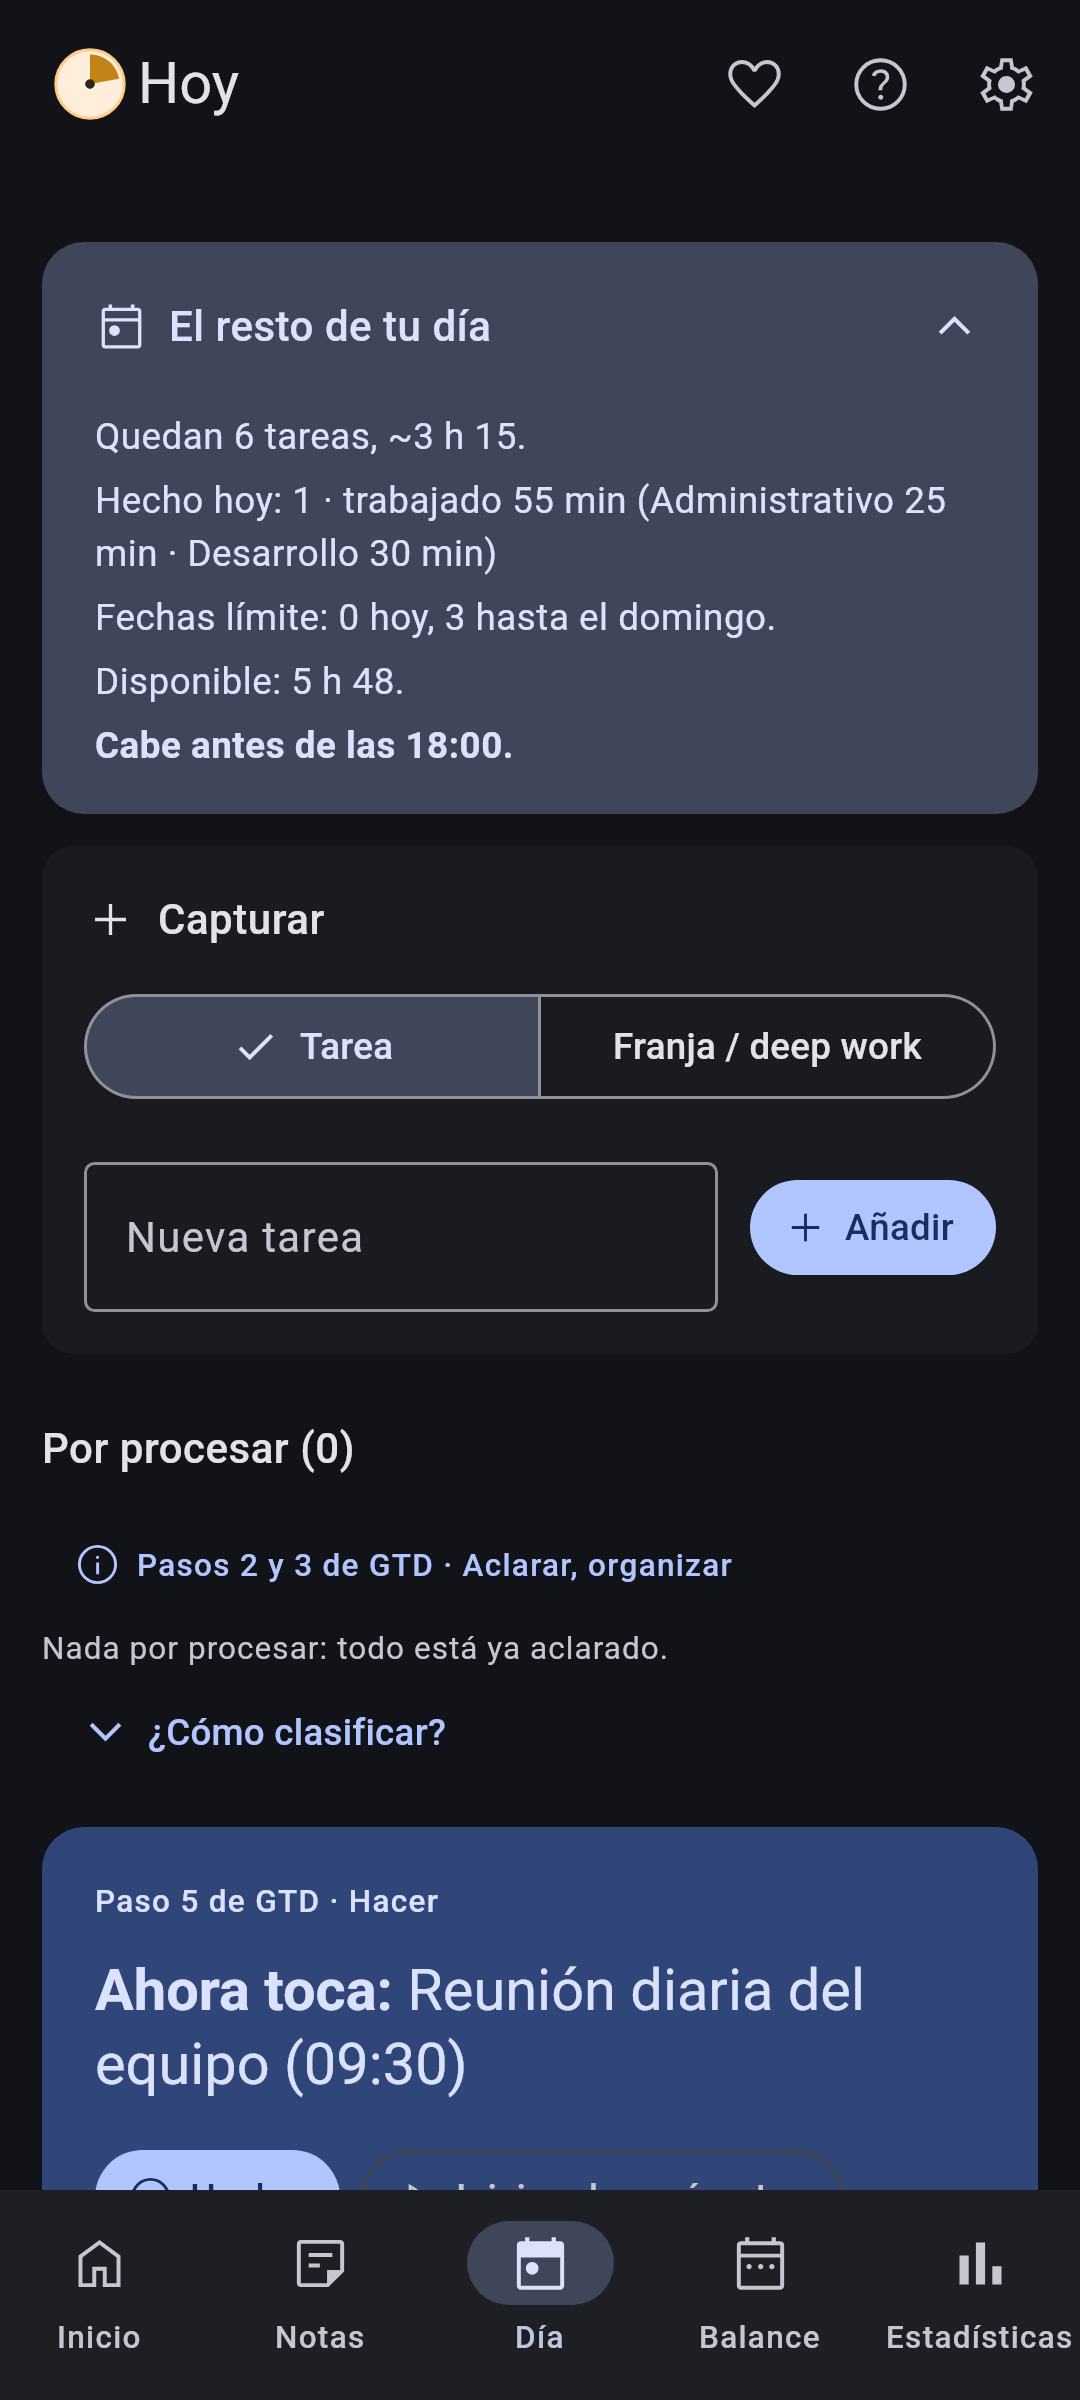 Hoy
El resto de tu día
Quedan 6 tareas, ~3 h 15.
Hecho hoy: 1 · trabajado 55 min (Administrativo 25
min · Desarrollo 30 min)
Fechas límite: 0 hoy, 3 hasta el domingo.
Disponible: 5 h 48.
Cabe antes de las 18:00.
Capturar
Tarea
Franja / deep work
Nueva tarea
Añadir
Por procesar (0)
Pasos 2 y 3 de GTD · Aclarar, organizar
Nada por procesar: todo está ya aclarado.
¿Cómo clasificar?
Paso 5 de GTD · Hacer
Ahora toca: Reunión diaria del
equipo (09:30)
Inicio
Notas
Día
Balance
Estadísticas